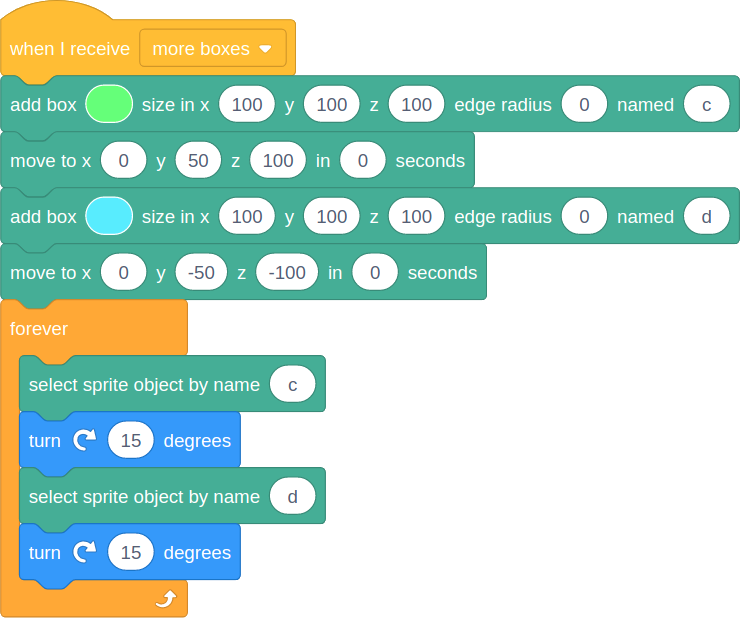 when I receive more boxes
add box size in x 100 y 100 z 100 edge radius 0 named c
move to x 0 y 50 z 100 in 0 seconds
add box size in x 100 y 100 z 100 edge radius 0 named d
move to x 0 y -50 z -100 in 0 seconds
forever
select sprite object by name c
turn 15 degrees
select sprite object by name d
turn 15 degrees